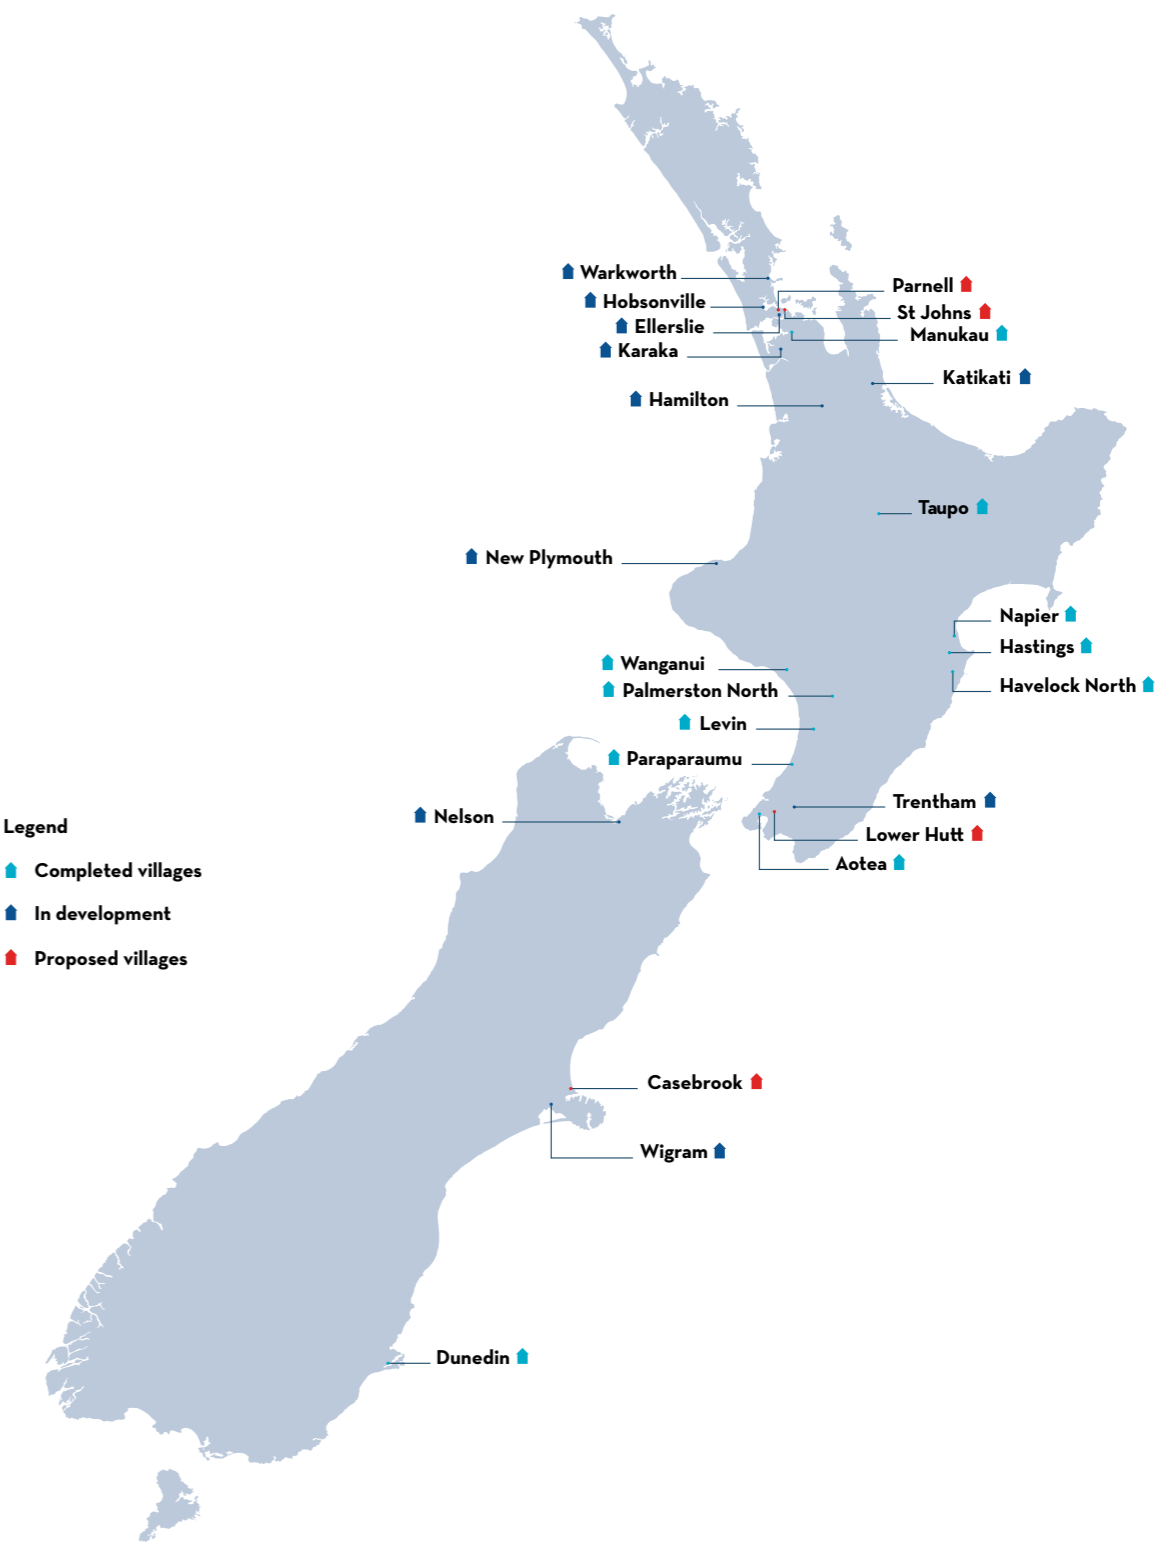 Warkworth
Parnell
Hobsonville
St Johns
Ellerslie
Manukau
Karaka
Katikati
Hamilton
Taupo
New Plymouth
Napier
Hastings
Wanganui
Havelock North
Palmerston North
Levin
Paraparaumu
Trentham
Nelson
Lower Hutt
Aotea
Legend
Completed villages
In development
Proposed villages
Casebrook
Wigram
Dunedin